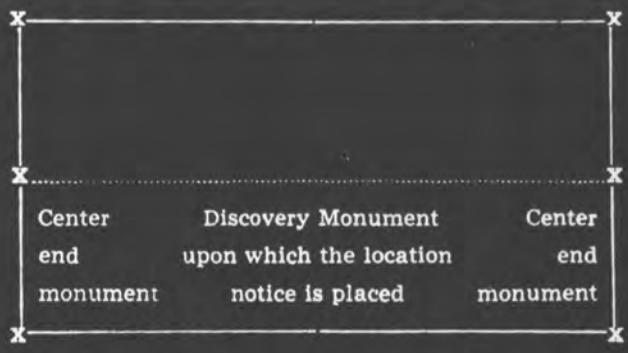 X X
X X
Center Discovery Monument Center
end upon which the location end
monument notice is placed monument
X X